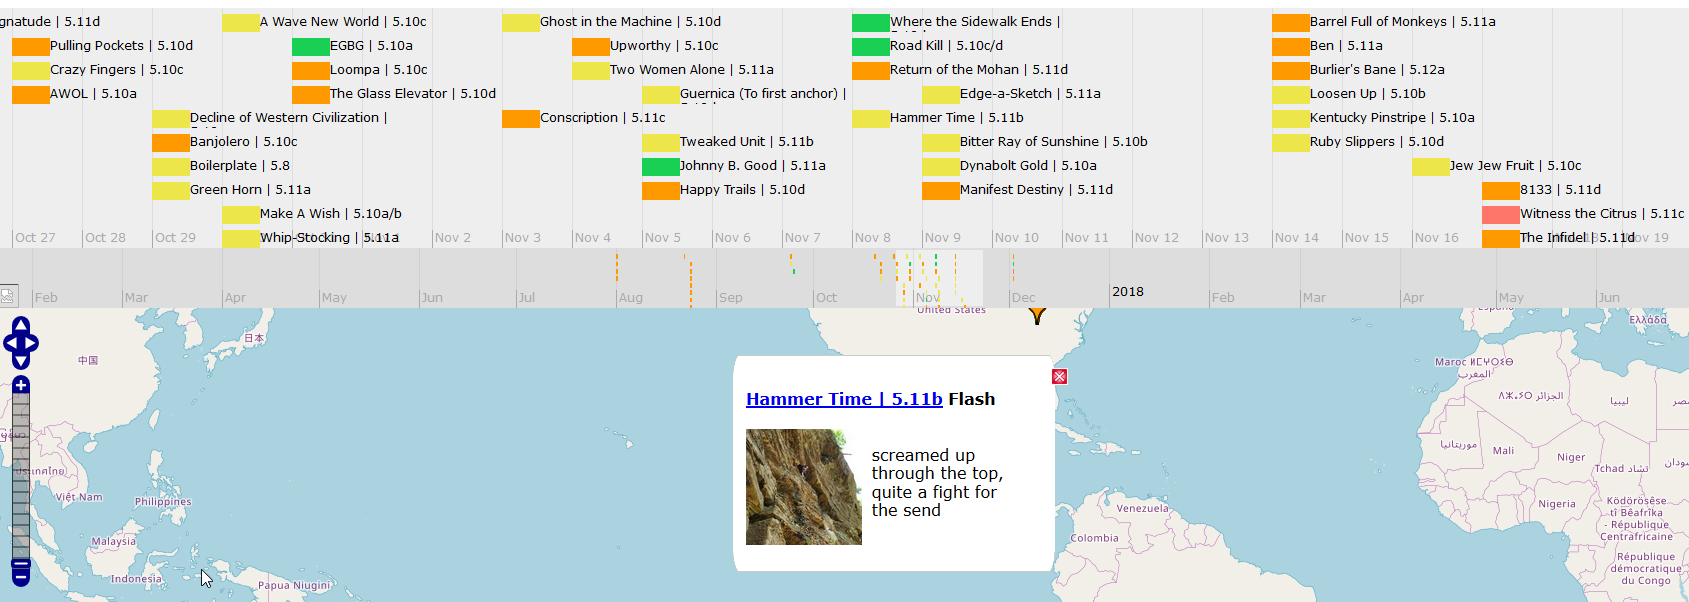 gnatude | 5.11d
A Wave New World | 5.10c
Ghost in the Machine | 5.10d
Where the Sidewalk Ends |
Barrel Full of Monkeys | 5.11a
Pulling Pockets | 5.10d
EGBG | 5.10a
Upworthy | 5.10c
Road Kill | 5.10c/d
Ben | 5.11a
Crazy Fingers | 5.10c
Loompa | 5.10c
Two Women Alone | 5.11a
Return of the Mohan | 5.11d
Burlier's Bane | 5.12a
AWOL | 5.10a
The Glass Elevator | 5.10d
Guernica (To first anchor) |
Edge-a-Sketch | 5.11a
Loosen Up | 5.10b
Decline of Western Civilization |
Conscription | 5.11c
Hammer Time | 5.11b
Kentucky Pinstripe | 5.10a
Banjolero | 5.10c
Tweaked Unit | 5.11b
Bitter Ray of Sunshine | 5.10b
Ruby Slippers | 5.10d
Boilerplate | 5.8
Johnny B. Good | 5.11a
Dynabolt Gold | 5.10a
Jew Jew Fruit | 5.10c
Green Horn | 5.11a
Happy Trails | 5.10d
Manifest Destiny | 5.11d
8133 | 5.11d
Make A Wish | 5.10a/b
Witness the Citrus | 5.11c
Whip-Stocking | 5.11a
The Infidel | 5.11d
Oct 27
Oct 28
Oct 29
Nov 2
Nov 3
Nov 4
Nov 5
Nov 6
Nov 7
Nov 8
Nov 9
Nov 10
Nov 11
Nov 12
Nov 13
Nov 14
Nov 15
Nov 16
Nov 19
Feb
Mar
Apr
May
Jun
Jul
Aug
Sep
Oct
Nov
Dec
2018
Feb
Mar
Apr
May
Jun
United States
Ελλάδα
日本
中国
Maroc ⵍⵎⵖⵔⵉⴱ
المغرب
ⵍⵣⵣⴰⵢⴻⵔ الجزائر
ليبيا
مصر
Hammer Time | 5.11b Flash
screamed up
through the top,
quite a fight for
the send
موريتانيا
Mali
Niger
Tchad تشاد
ประเทศไทย
Việt Nam
Philippines
Venezuela
Nigeria
Ködörösêse
tî Bêafrîka
- République
Centrafricaine
Malaysia
Colombia
Indonesia
Papua Niugini
République
démocratique
du Congo